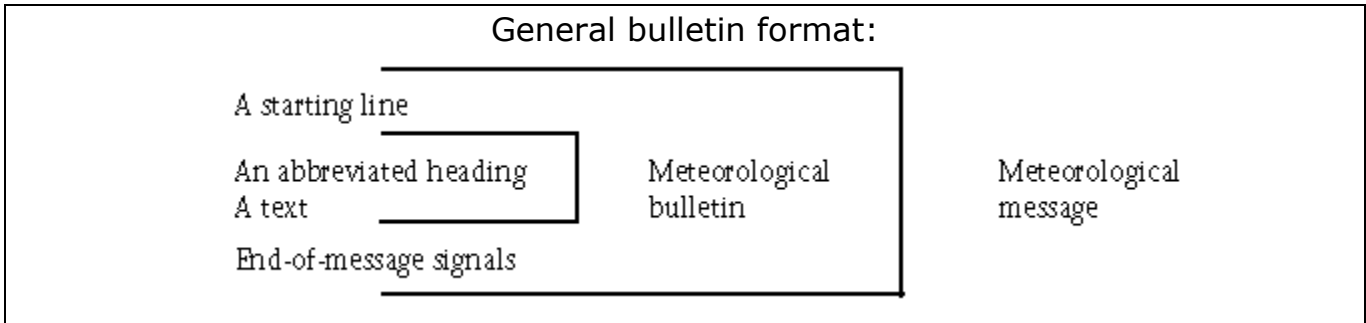 General bulletin format:
A starting line
An abbreviated heading
A text
End-of-message signals
Meteorological
bulletin
Meteorological
message